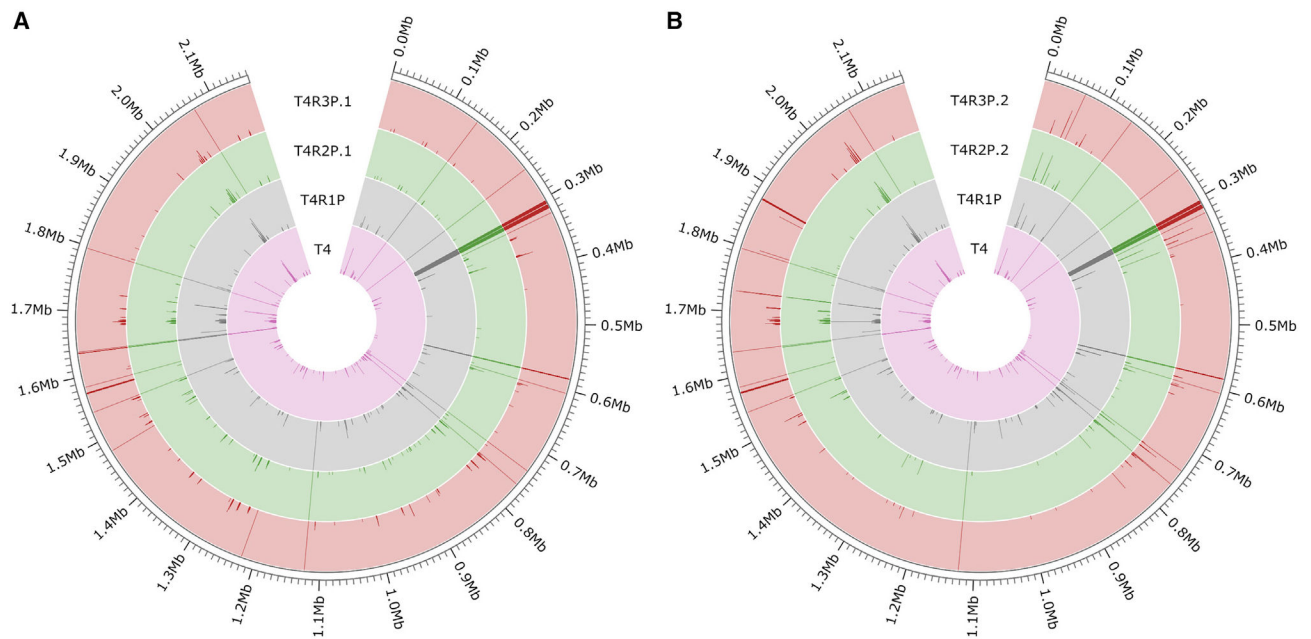 A
T4R3P.1
T4R2P.1
T4R1P
T4
0.0Mb
0.1Mb
0.2Mb
0.3Mb
0.4Mb
0.5Mb
0.6Mb
0.7Mb
0.8Mb
0.9Mb
1.0Mb
1.1Mb
1.2Mb
1.3Mb
1.4Mb
1.5Mb
1.6Mb
1.7Mb
1.8Mb
1.9Mb
2.0Mb
2.1Mb
B
T4R3P.2
T4R2P.2
T4R1P
T4
0.0Mb
0.1Mb
0.2Mb
0.3Mb
0.4Mb
0.5Mb
0.6Mb
0.7Mb
0.8Mb
0.9Mb
1.0Mb
1.1Mb
1.2Mb
1.3Mb
1.4Mb
1.5Mb
1.6Mb
1.7Mb
1.8Mb
1.9Mb
2.0Mb
2.1Mb